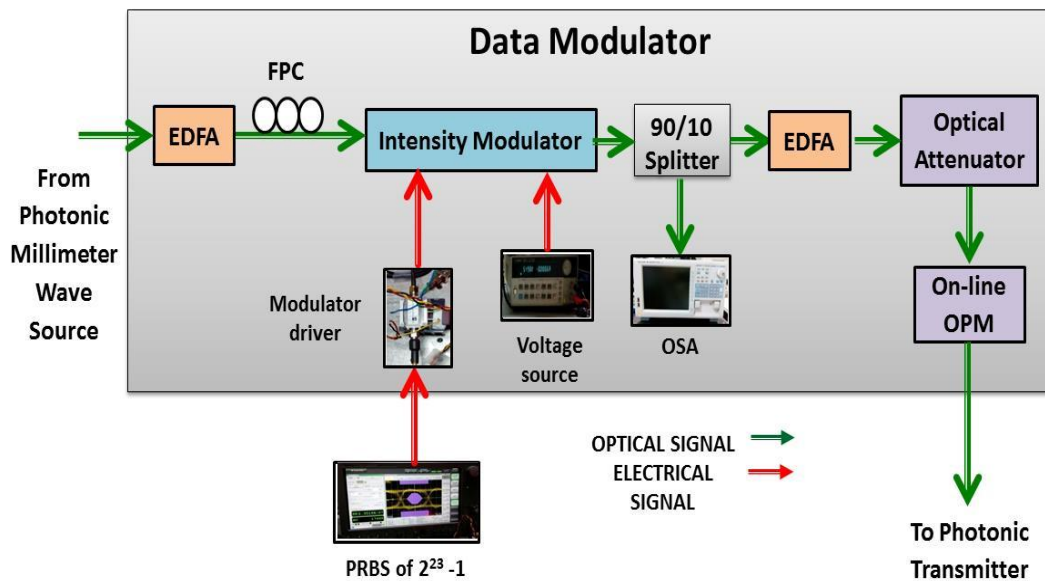 Data Modulator
FPC
EDFA
Intensity Modulator
90/10
Splitter
EDFA
Optical
Attenuator
From
Photonic
Millimeter
Wave
Source
Modulator
driver
Voltage
source
OSA
On-line
OPM
OPTICAL SIGNAL
ELECTRICAL
SIGNAL
PRBS of 2²³ -1
To Photonic
Transmitter